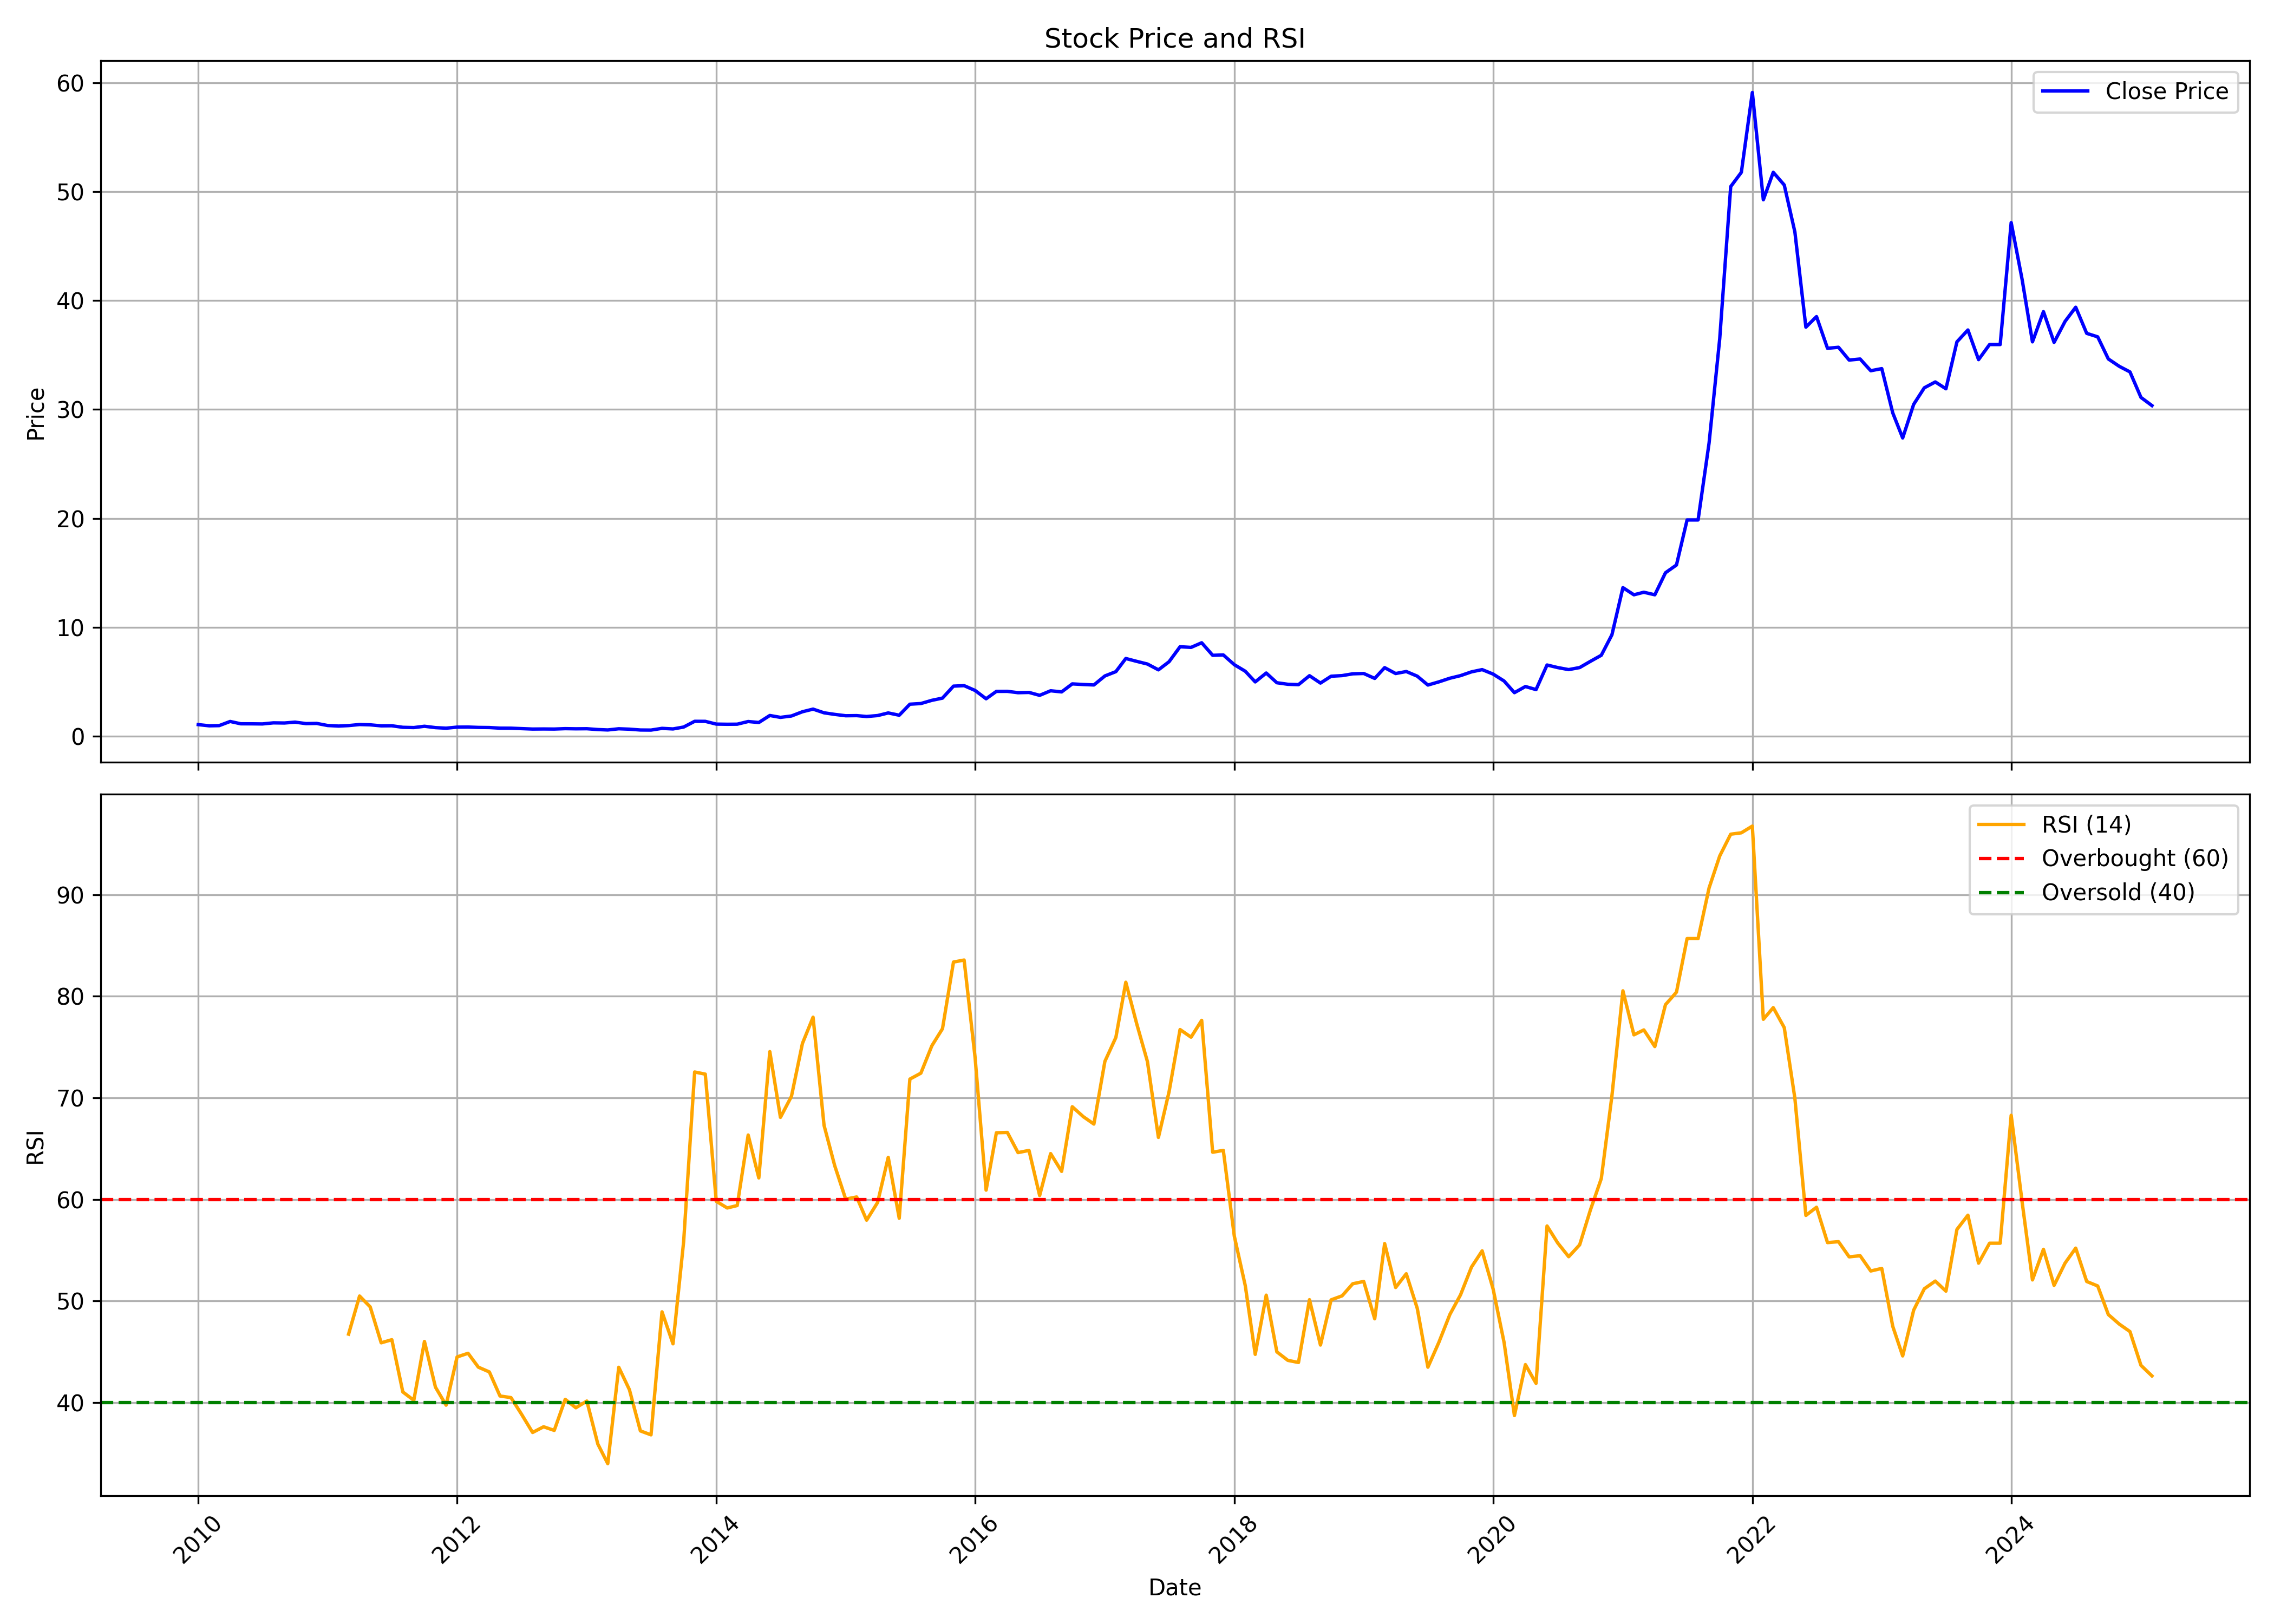 Stock Price and RSI
60
50
40
30
20
10
0
Price
Close Price
90
80
70
60
50
40
RSI
RSI (14)
Overbought (60)
Oversold (40)
2010
2012
2014
2016
2018
2020
2022
2024
Date